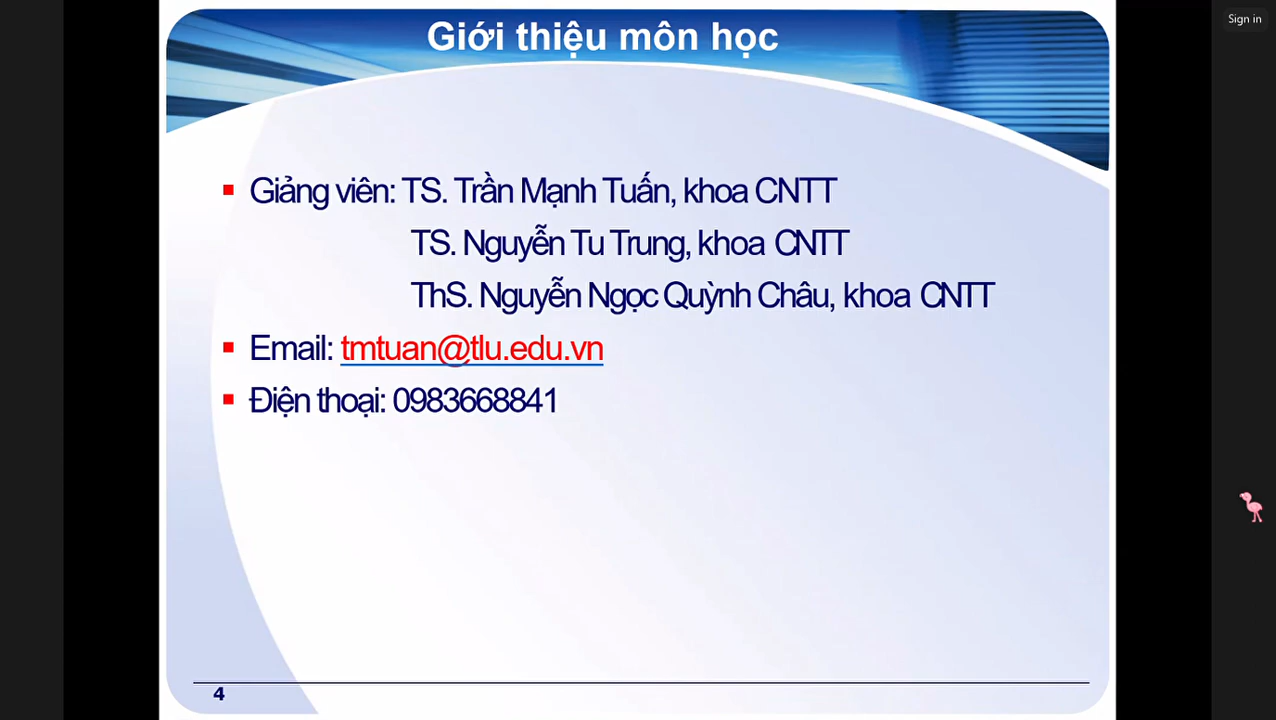 Sign in
Giới thiệu môn học
Giảng viên: TS. Trần Mạnh Tuấn, khoa CNTT
TS. Nguyễn Tu Trung, khoa CNTT
ThS. Nguyễn Ngọc Quỳnh Châu, khoa CNTT
Email: tmtuan@tlu.edu.vn
Điện thoại: 0983668841
4